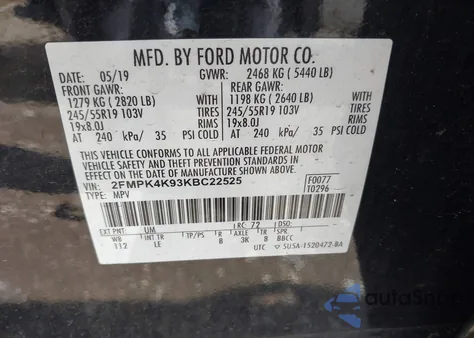 MFD. BY FORD MOTOR CO.
DATE: 05/19 GVWR: 2468 KG ( 5440 LB)
FRONT GAWR: REAR GAWR:
1279 KG ( 2820 LB) 1198 KG ( 2640 LB)
245/55R19 103V TIRES 245/55R19 103V TIRES
19x8.0J RIMS 19x8.0J RIMS
AT 240 kPa/ 35 PSI COLD AT 240 kPa/ 35 PSI COLD
THIS VEHICLE CONFORMS TO ALL APPLICABLE FEDERAL MOTOR
VEHICLE SAFETY AND THEFT PREVENTION STANDARDS IN
EFFECT ON THE DATE OF MANUFACTURE SHOWN ABOVE.
VIN: 2FMPK4K93KBC22525 F0077
TYPE: MPV T0296
EXT PNT: UM RC: 72 DSO:
WB INT TR TP/PS R AXLE TR SPR
112 LE B 3K 8 BBCC
UTC 5U5A-1520472-BA
autoSnap